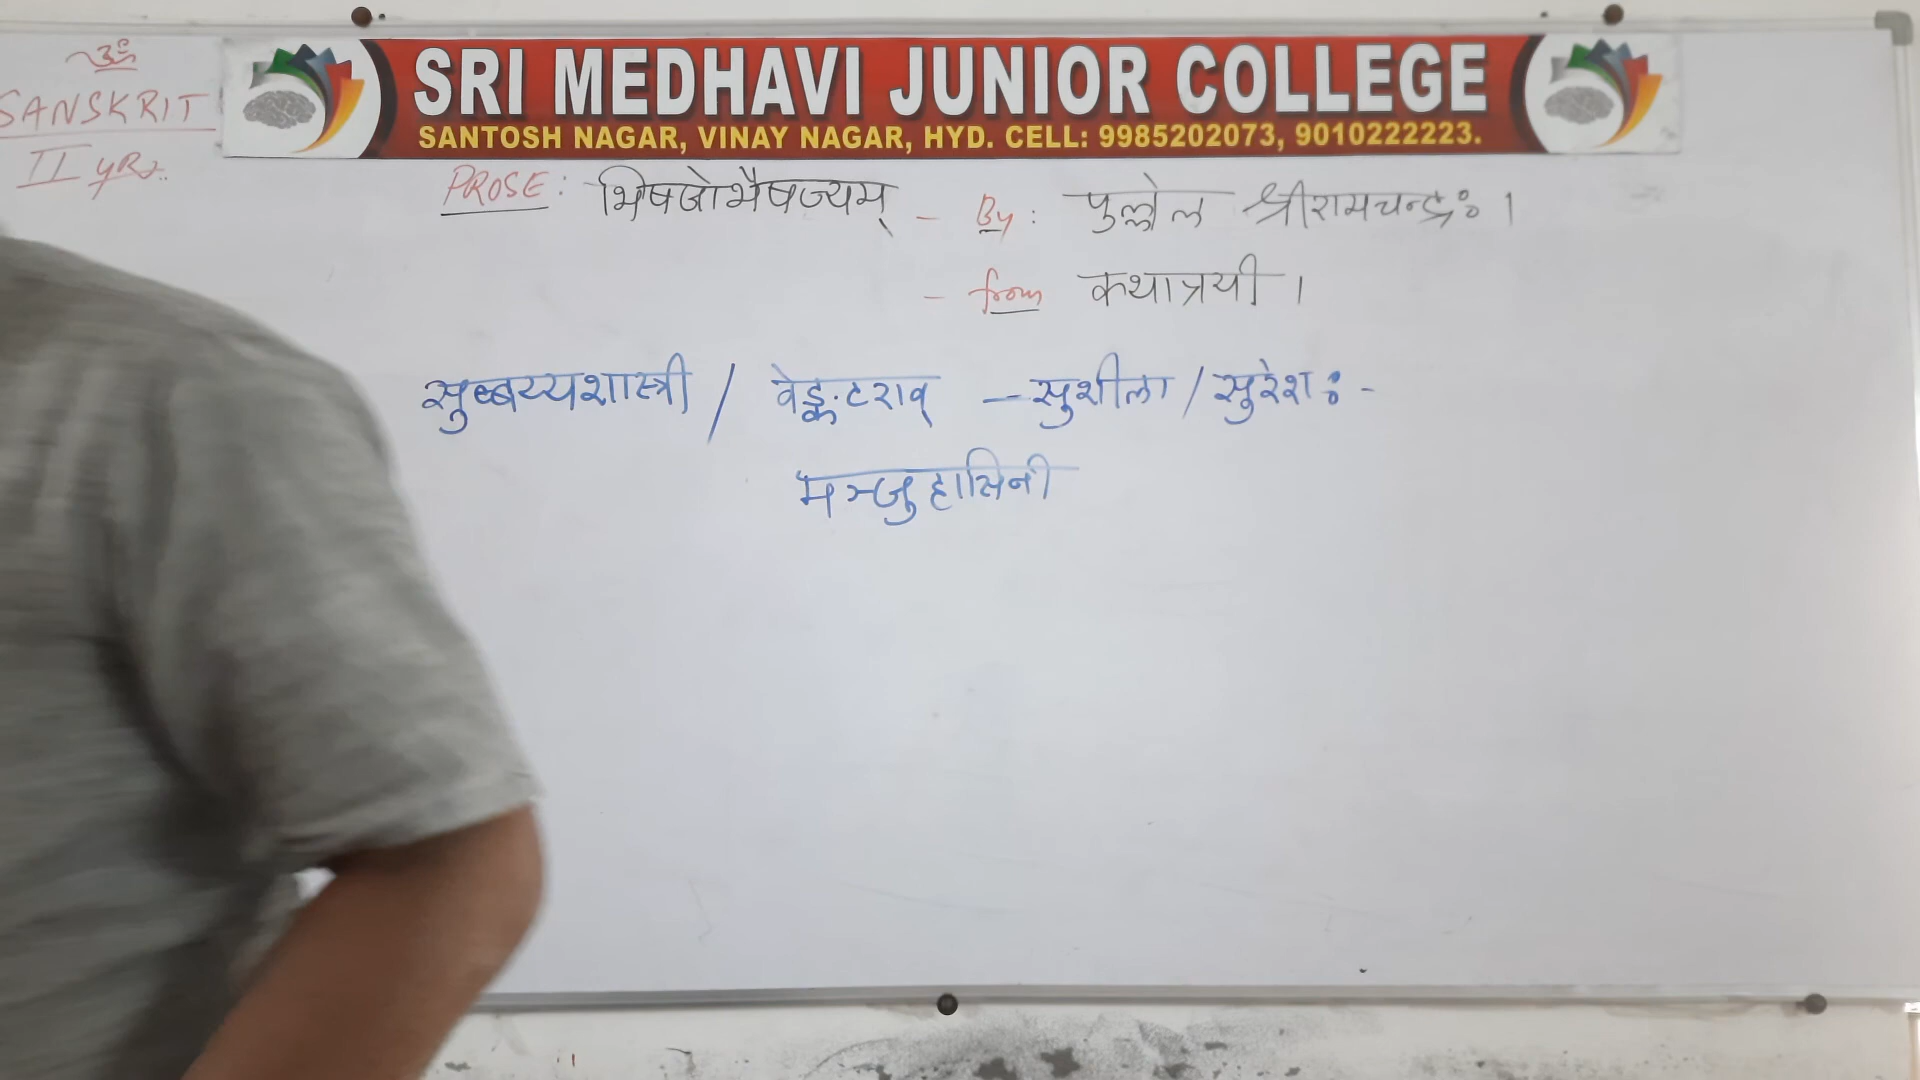 ॐ
SANSKRIT
II yRs.
SRI MEDHAVI JUNIOR COLLEGE
SANTOSH NAGAR, VINAY NAGAR, HYD. CELL: 9985202073, 9010222223.
PROSE: भिषजोभैषज्यम् - By: पुल्लेल श्रीरामचन्द्रः।
- from कथात्रयी।
सुब्बय्यशास्त्री / वेङ्कटराव् - सुशीला / सुरेशः -
मञ्जुहासिनी